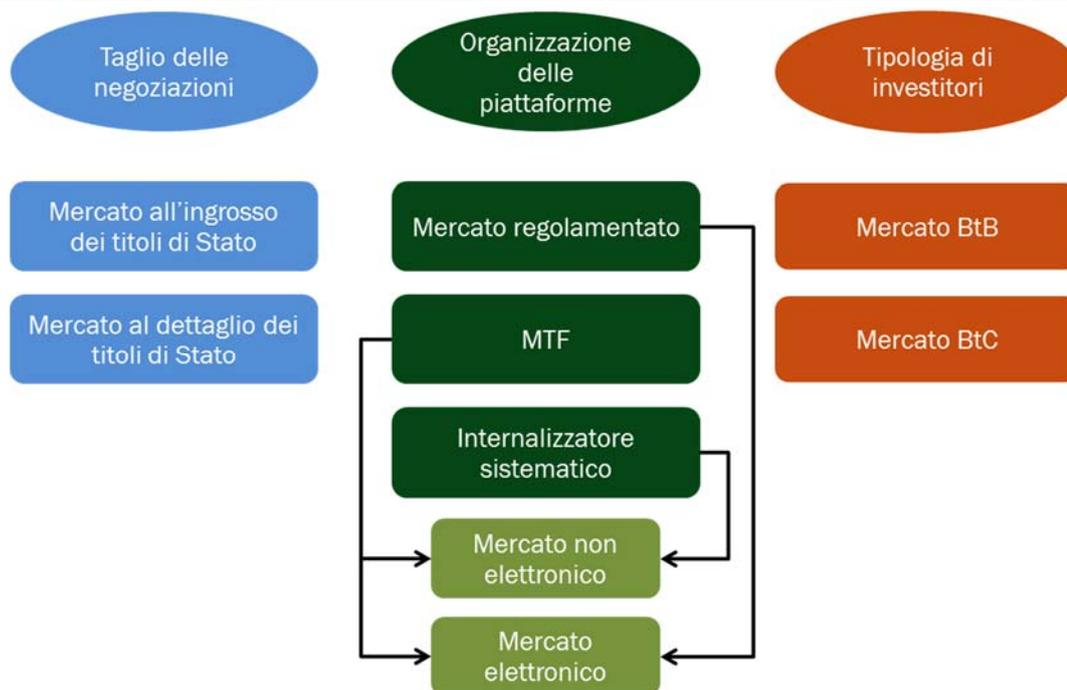 Taglio delle
negoziazioni
Organizzazione
delle
piattaforme
Tipologia di
investitori
Mercato all'ingrosso
dei titoli di Stato
Mercato regolamentato
Mercato BtB
Mercato al dettaglio dei
titoli di Stato
MTF
Mercato BtC
Internalizzatore
sistematico
Mercato non
elettronico
Mercato
elettronico